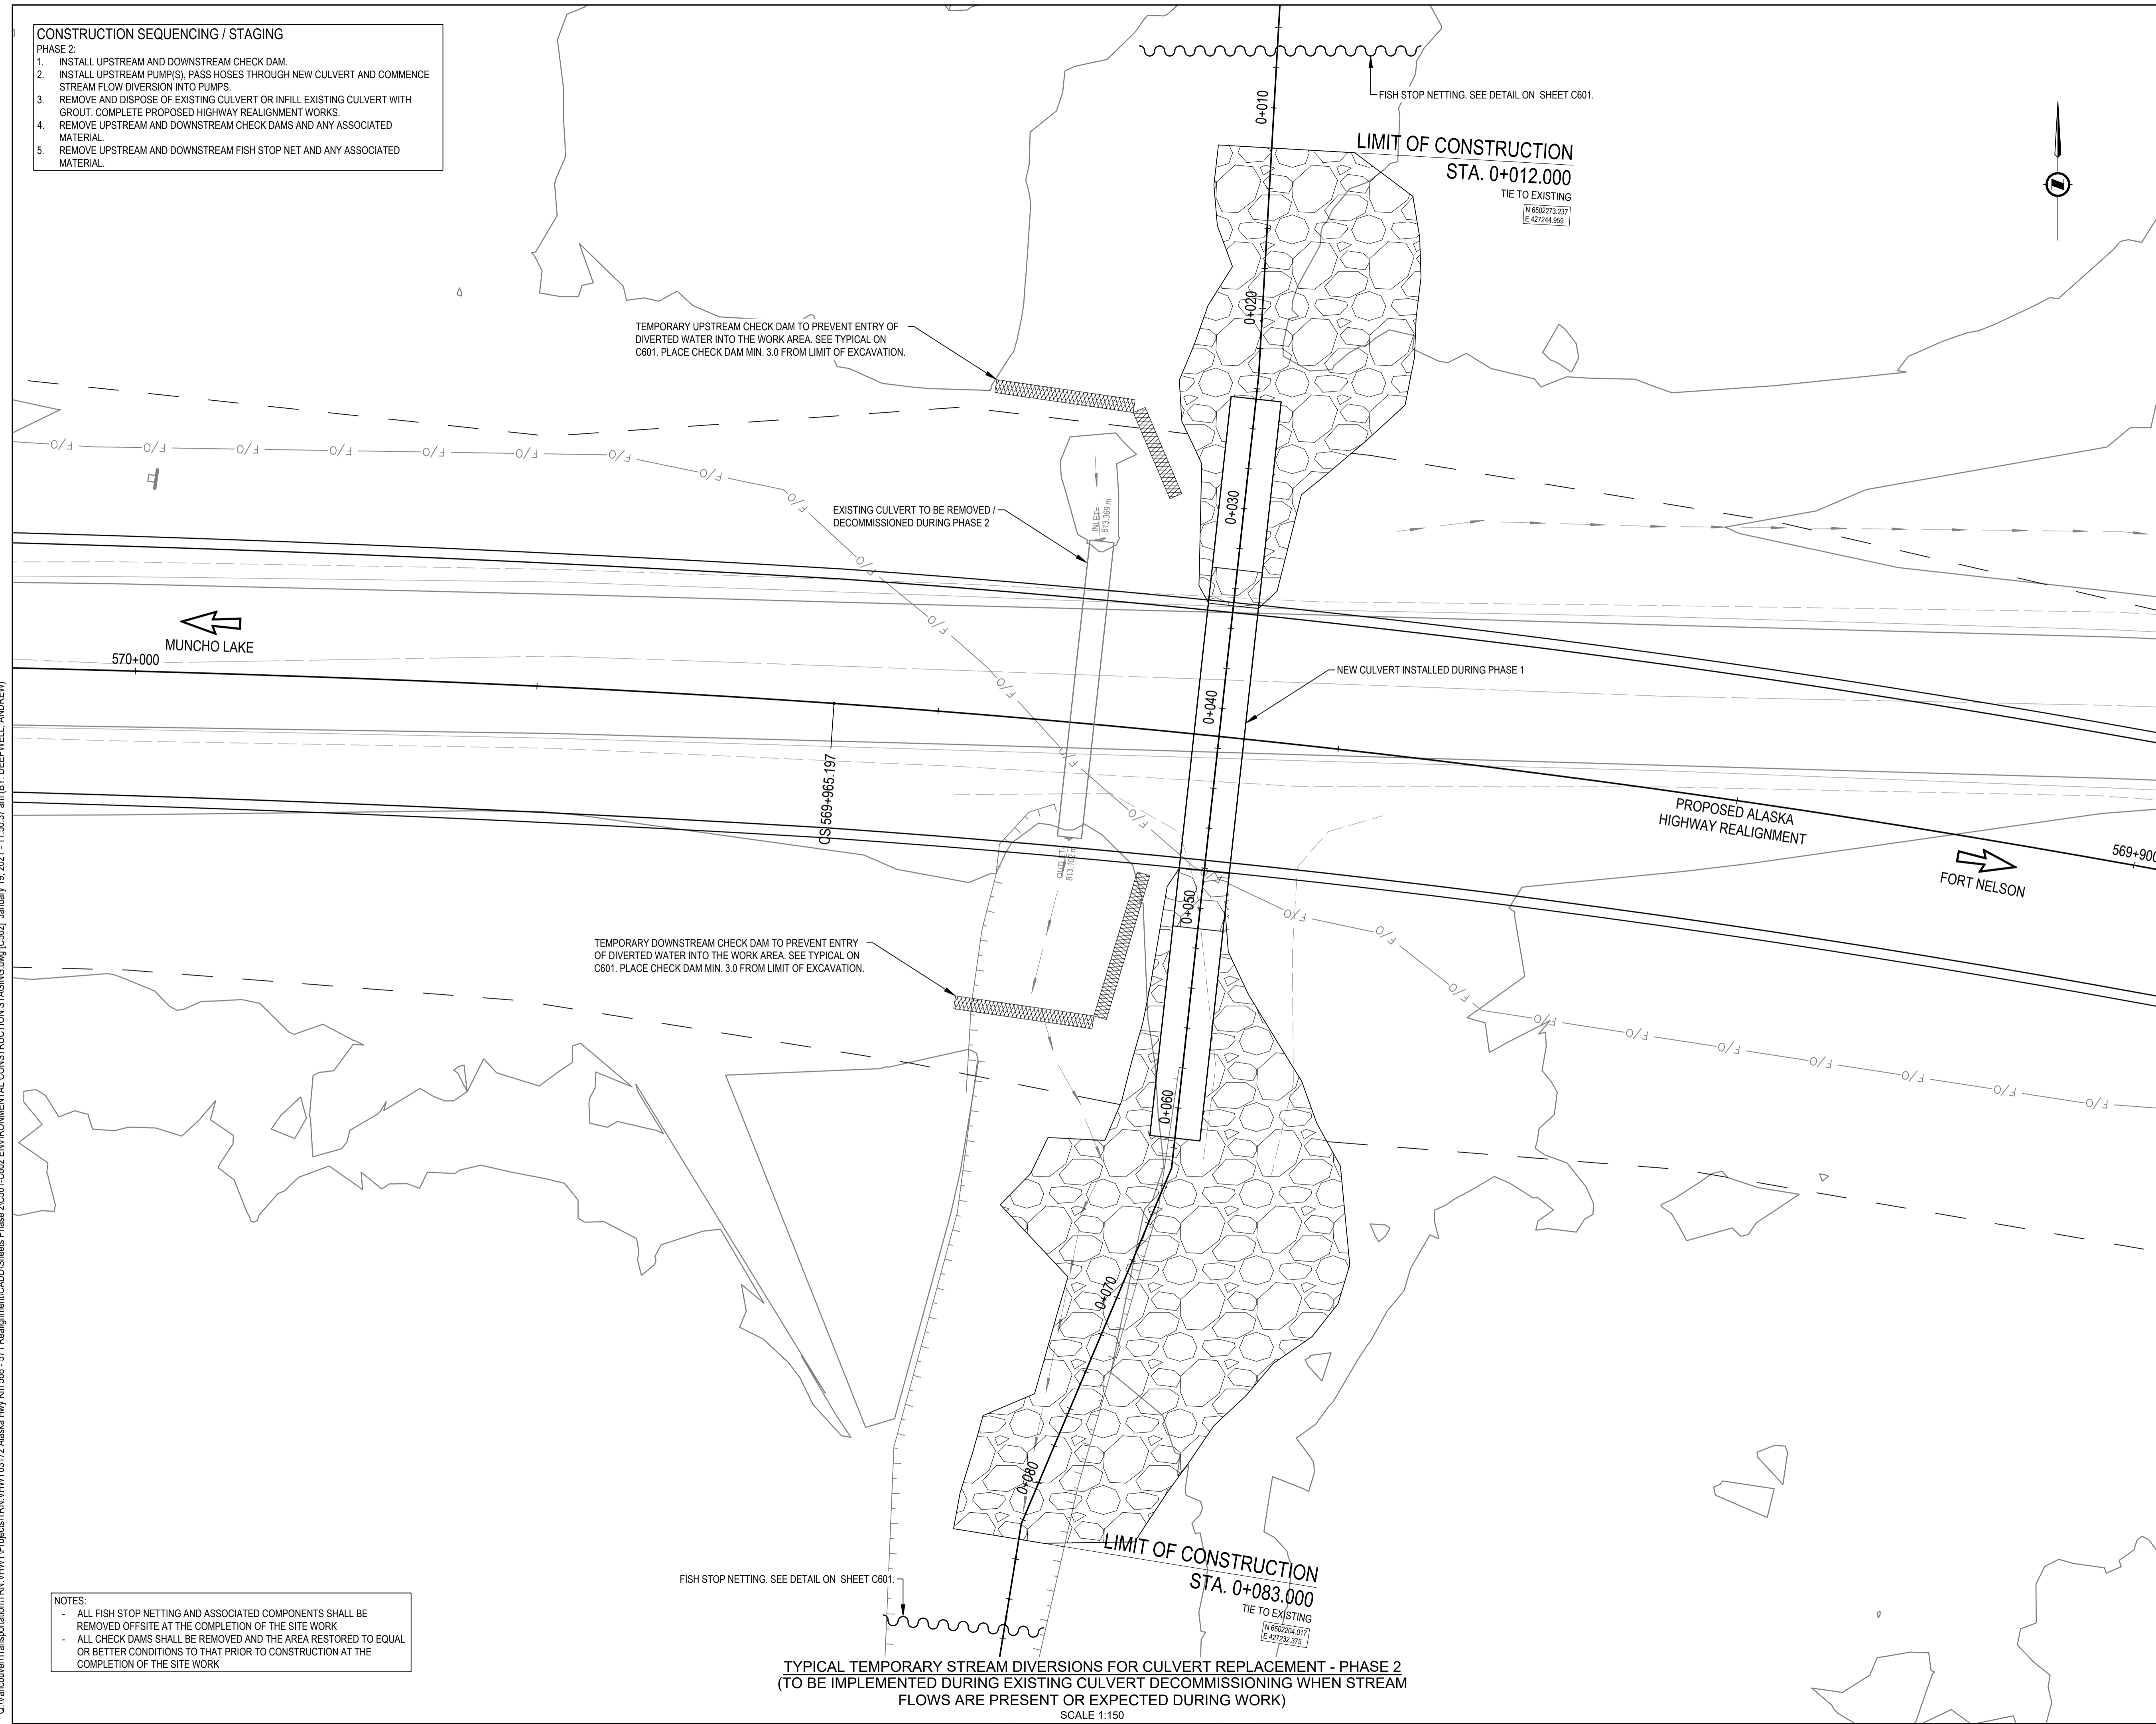 CONSTRUCTION SEQUENCING / STAGING
PHASE 2:
1. INSTALL UPSTREAM AND DOWNSTREAM CHECK DAM.
2. INSTALL UPSTREAM PUMP(S), PASS HOSES THROUGH NEW CULVERT AND COMMENCE
STREAM FLOW DIVERSION INTO PUMPS.
3. REMOVE AND DISPOSE OF EXISTING CULVERT OR INFILL EXISTING CULVERT WITH
GROUT. COMPLETE PROPOSED HIGHWAY REALIGNMENT WORKS.
4. REMOVE UPSTREAM AND DOWNSTREAM CHECK DAMS AND ANY ASSOCIATED
MATERIAL.
5. REMOVE UPSTREAM AND DOWNSTREAM FISH STOP NET AND ANY ASSOCIATED
MATERIAL.
FISH STOP NETTING. SEE DETAIL ON SHEET C601.
0+010
LIMIT OF CONSTRUCTION
STA. 0+012.000
TIE TO EXISTING
N 6502273.237
E 427244.959
N
0+020
TEMPORARY UPSTREAM CHECK DAM TO PREVENT ENTRY OF
DIVERTED WATER INTO THE WORK AREA. SEE TYPICAL ON
C601. PLACE CHECK DAM MIN. 3.0 FROM LIMIT OF EXCAVATION.
F/O F/O F/O F/O F/O F/O F/O F/O F/O F/O F/O F/O F/O F/O F/O
0+030
EXISTING CULVERT TO BE REMOVED /
DECOMMISSIONED DURING PHASE 2
INLET=
813.369 m
MUNCHO LAKE
570+000
NEW CULVERT INSTALLED DURING PHASE 1
0+040
CS:569+965.197
PROPOSED ALASKA
HIGHWAY REALIGNMENT
569+900
FORT NELSON
OUTLET=
813.102 m
0+050
F/O F/O F/O F/O F/O F/O F/O F/O F/O F/O
TEMPORARY DOWNSTREAM CHECK DAM TO PREVENT ENTRY
OF DIVERTED WATER INTO THE WORK AREA. SEE TYPICAL ON
C601. PLACE CHECK DAM MIN. 3.0 FROM LIMIT OF EXCAVATION.
0+060
0+070
0+080
LIMIT OF CONSTRUCTION
STA. 0+083.000
TIE TO EXISTING
N 6502204.017
E 427232.375
FISH STOP NETTING. SEE DETAIL ON SHEET C601.
NOTES:
- ALL FISH STOP NETTING AND ASSOCIATED COMPONENTS SHALL BE
REMOVED OFFSITE AT THE COMPLETION OF THE SITE WORK
- ALL CHECK DAMS SHALL BE REMOVED AND THE AREA RESTORED TO EQUAL
OR BETTER CONDITIONS TO THAT PRIOR TO CONSTRUCTION AT THE
COMPLETION OF THE SITE WORK
TYPICAL TEMPORARY STREAM DIVERSIONS FOR CULVERT REPLACEMENT - PHASE 2
(TO BE IMPLEMENTED DURING EXISTING CULVERT DECOMMISSIONING WHEN STREAM
FLOWS ARE PRESENT OR EXPECTED DURING WORK)
SCALE 1:150